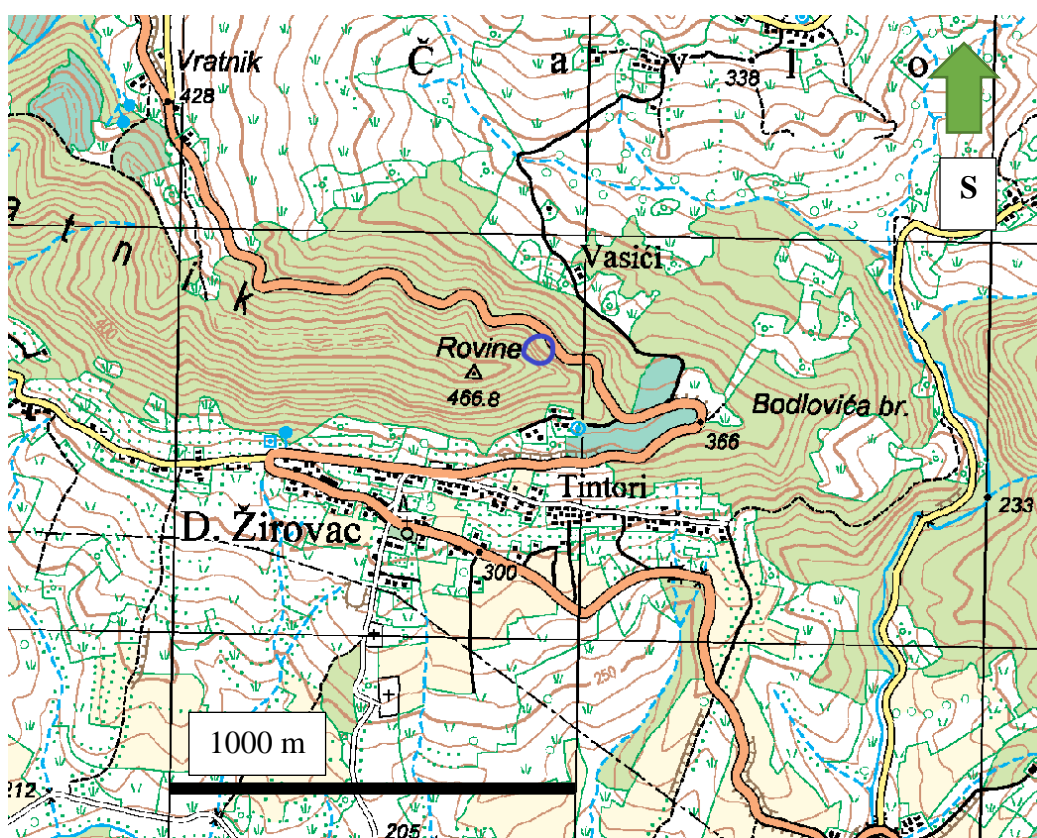 Vratnik
428
Č a v l o
338
S
a t n i k
Vasići
400
Rovine
466.8
Bodlovića br.
366
Tintori
233
D. Žirovac
300
250
1000 m
212
205